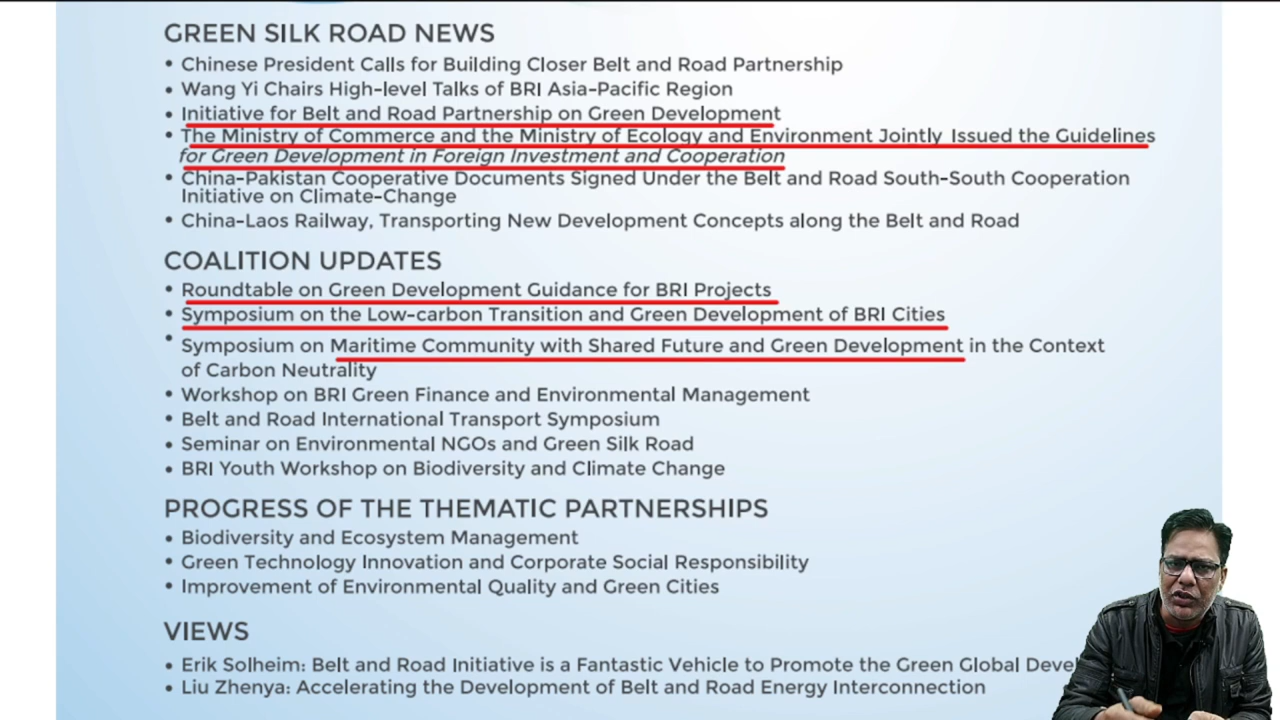 GREEN SILK ROAD NEWS
• Chinese President Calls for Building Closer Belt and Road Partnership
• Wang Yi Chairs High-level Talks of BRI Asia-Pacific Region
• Initiative for Belt and Road Partnership on Green Development
• The Ministry of Commerce and the Ministry of Ecology and Environment Jointly Issued the Guidelines
for Green Development in Foreign Investment and Cooperation
• China-Pakistan Cooperative Documents Signed Under the Belt and Road South-South Cooperation
Initiative on Climate-Change
• China-Laos Railway, Transporting New Development Concepts along the Belt and Road
COALITION UPDATES
• Roundtable on Green Development Guidance for BRI Projects
• Symposium on the Low-carbon Transition and Green Development of BRI Cities
• Symposium on Maritime Community with Shared Future and Green Development in the Context
of Carbon Neutrality
• Workshop on BRI Green Finance and Environmental Management
• Belt and Road International Transport Symposium
• Seminar on Environmental NGOs and Green Silk Road
• BRI Youth Workshop on Biodiversity and Climate Change
PROGRESS OF THE THEMATIC PARTNERSHIPS
• Biodiversity and Ecosystem Management
• Green Technology Innovation and Corporate Social Responsibility
• Improvement of Environmental Quality and Green Cities
VIEWS
• Erik Solheim: Belt and Road Initiative is a Fantastic Vehicle to Promote the Green Global
• Liu Zhenya: Accelerating the Development of Belt and Road Energy Interconnection